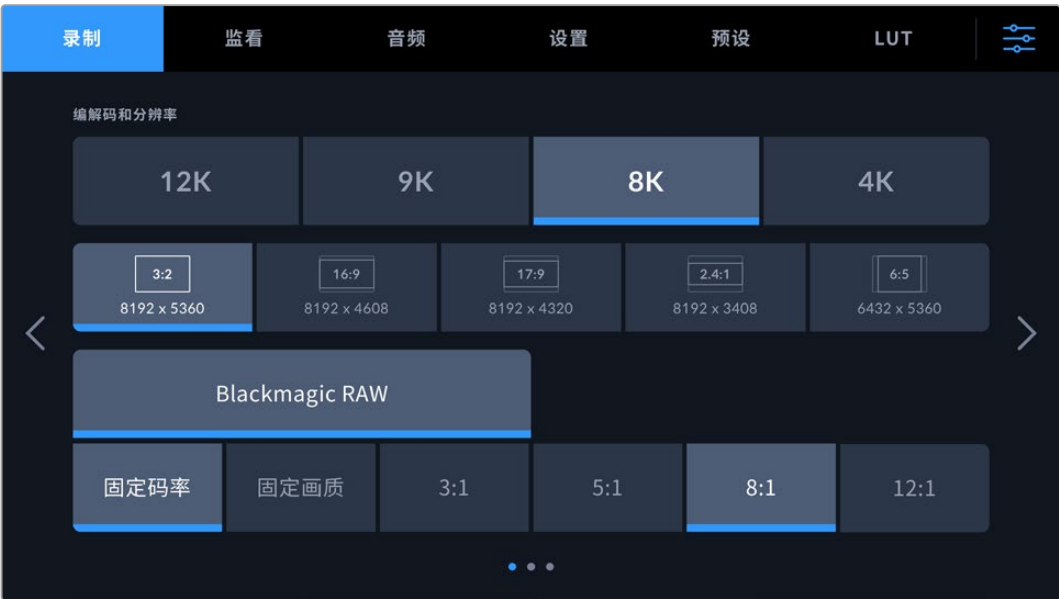 录制 监看 音频 设置 预设 LUT
编解码和分辨率
12K 9K 8K 4K
3:2 16:9 17:9 2.4:1 6:5
8192 x 5360 8192 x 4608 8192 x 4320 8192 x 3408 6432 x 5360
Blackmagic RAW
固定码率 固定画质 3:1 5:1 8:1 12:1